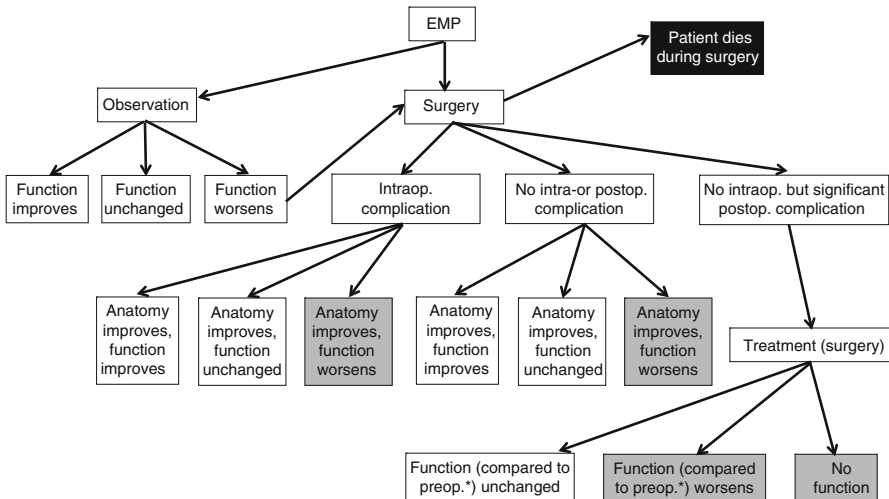 EMP
Patient dies
during surgery
Observation
Surgery
Function
improves
Function
unchanged
Function
worsens
Intraop.
complication
No intra-or postop.
complication
No intraop. but significant
postop. complication
Anatomy
improves,
function
improves
Anatomy
improves,
function
unchanged
Anatomy
improves,
function
worsens
Anatomy
improves,
function
improves
Anatomy
improves,
function
unchanged
Anatomy
improves,
function
worsens
Treatment (surgery)
Function (compared to
preop.*) unchanged
Function (compared
to preop.*) worsens
No
function